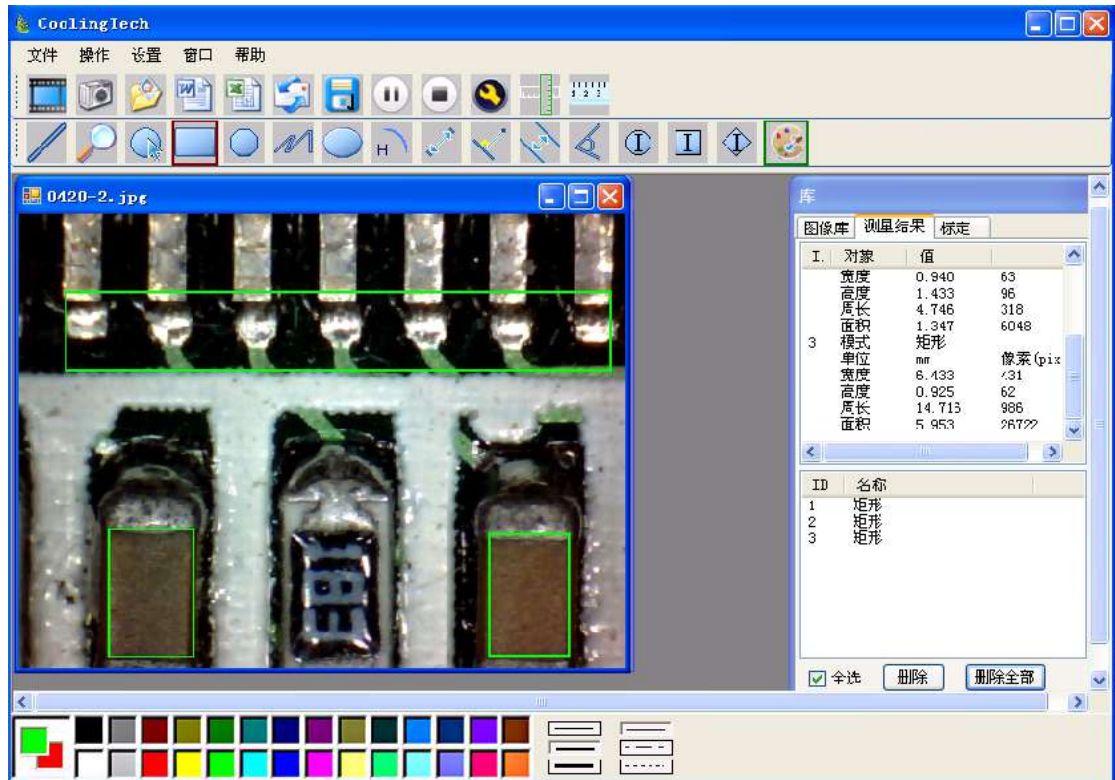 CoolingTech
文件 操作 设置 窗口 帮助
0420-2.jpg
库
图像库 测量结果 标定
I. 对象 值
宽度 0.940 63
高度 1.433 96
周长 4.746 318
面积 1.347 6048
3 模式 矩形
单位 mm 像素(pix
宽度 6.433 431
高度 0.925 62
周长 14.716 986
面积 5.953 26722
ID 名称
1 矩形
2 矩形
3 矩形
全选 删除 删除全部